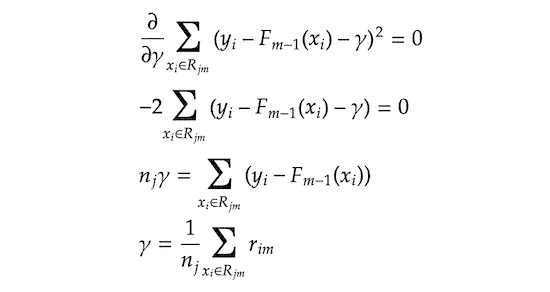 ∂/∂γ ∑_{x_i∈R_{jm}} (y_i − F_{m−1}(x_i) − γ)² = 0
−2 ∑_{x_i∈R_{jm}} (y_i − F_{m−1}(x_i) − γ) = 0
n_jγ = ∑_{x_i∈R_{jm}} (y_i − F_{m−1}(x_i))
γ = 1/n_j ∑_{x_i∈R_{jm}} r_{im}